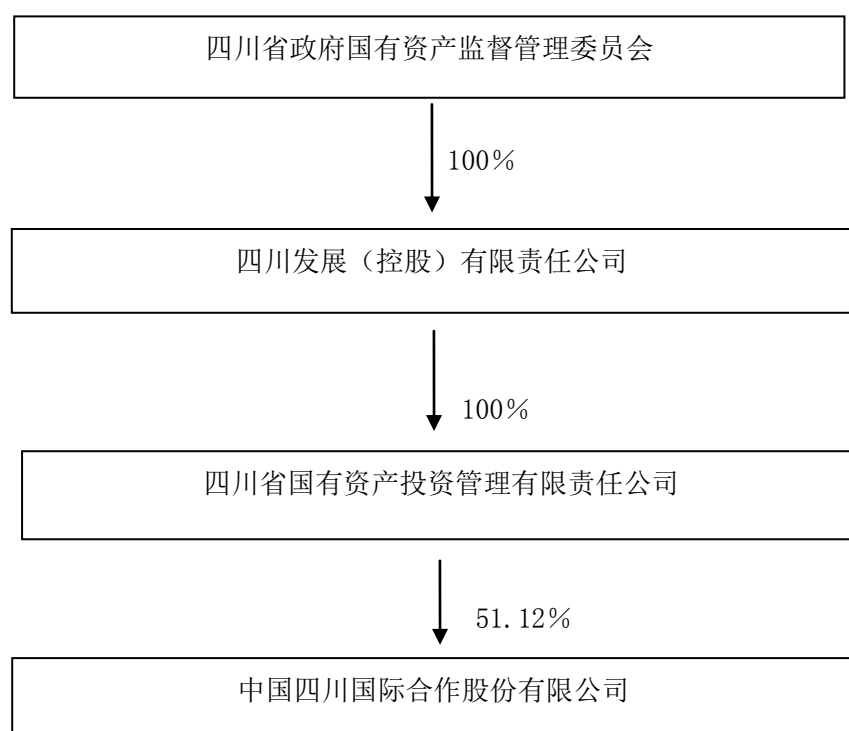 四川省政府国有资产监督管理委员会
100％
四川发展（控股）有限责任公司
100％
四川省国有资产投资管理有限责任公司
51.12％
中国四川国际合作股份有限公司